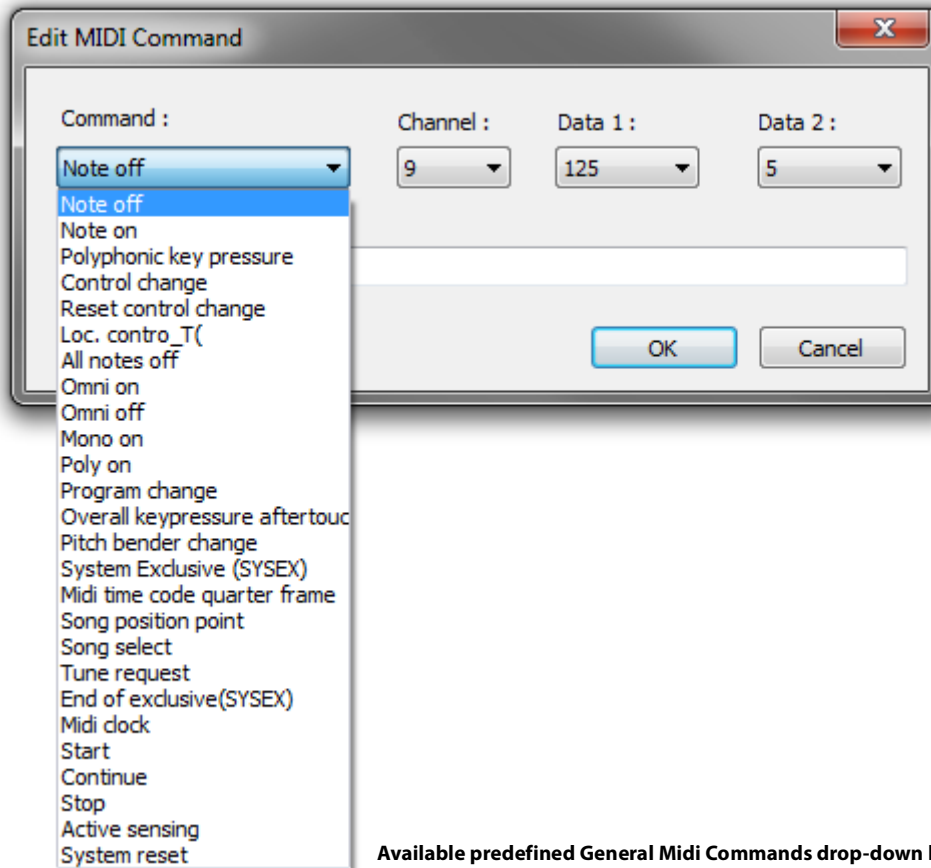 Edit MIDI Command
Command : Channel : Data 1 : Data 2 :
Note off 9 125 5
Note off
Note on
Polyphonic key pressure
Control change
Reset control change
Loc. contro_T(
All notes off
OK Cancel
Omni on
Omni off
Mono on
Poly on
Program change
Overall keypressure aftertouc
Pitch bender change
System Exclusive (SYSEX)
Midi time code quarter frame
Song position point
Song select
Tune request
End of exclusive(SYSEX)
Midi clock
Start
Continue
Stop
Active sensing
System reset
Available predefined General Midi Commands drop-down